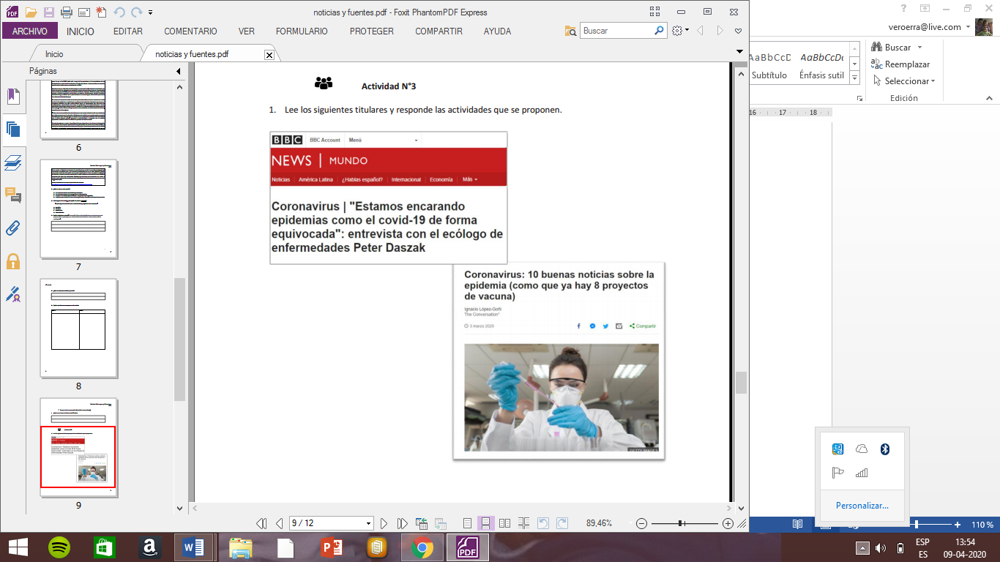 noticias y fuentes.pdf - Foxit PhantomPDF Express
ARCHIVO INICIO EDITAR COMENTARIO VER FORMULARIO PROTEGER COMPARTIR AYUDA
Buscar
Inicio
noticias y fuentes.pdf
Páginas
6
7
8
9
Actividad N°3
1. Lee los siguientes titulares y responde las actividades que se proponen.
BBC BBC Account Menú
NEWS | MUNDO
Noticias América Latina ¿Hablas español? Internacional Economía Más
Coronavirus | "Estamos encarando
epidemias como el covid-19 de forma
equivocada": entrevista con el ecólogo de
enfermedades Peter Daszak
Coronavirus: 10 buenas noticias sobre la
epidemia (como que ya hay 8 proyectos
de vacuna)
Ignacio López-Goñi
The Conversation*
3 marzo 2020
Compartir
GETTY IMAGES
9 / 12
89,46%
veroerra@live.com
AaBbCcD
AaBbCcDc
Subtítulo
Énfasis sutil
Buscar
Reemplazar
Seleccionar
Edición
16 17 18
Personalizar...
110 %
ESP
ES
13:54
09-04-2020